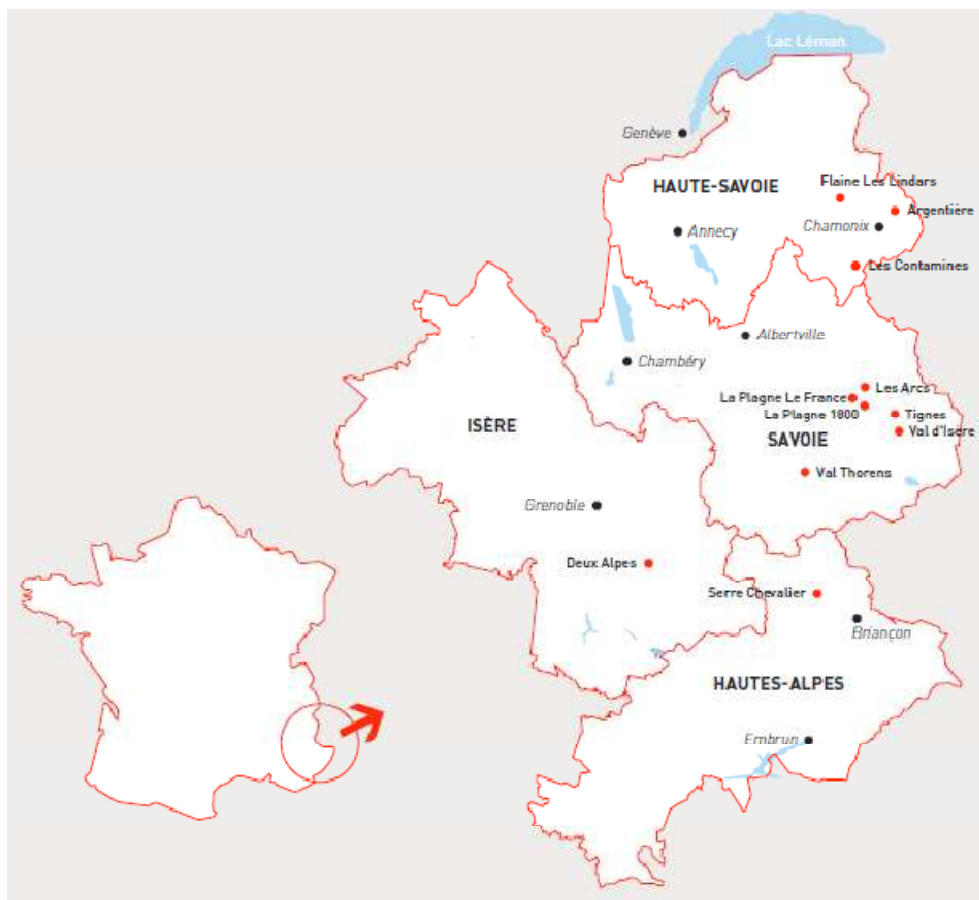 Lac Léman
Genève
HAUTE-SAVOIE
Flaine Les Lindars
Argentière
Annecy
Chamonix
Les Contamines
Albertville
Chambéry
Les Arcs
La Plagne Le France
La Plagne 1800
Tignes
ISÈRE
SAVOIE
Val d'Isère
Val Thorens
Grenoble
Deux Alpes
Serre Chevalier
Briançon
HAUTES-ALPES
Embrun